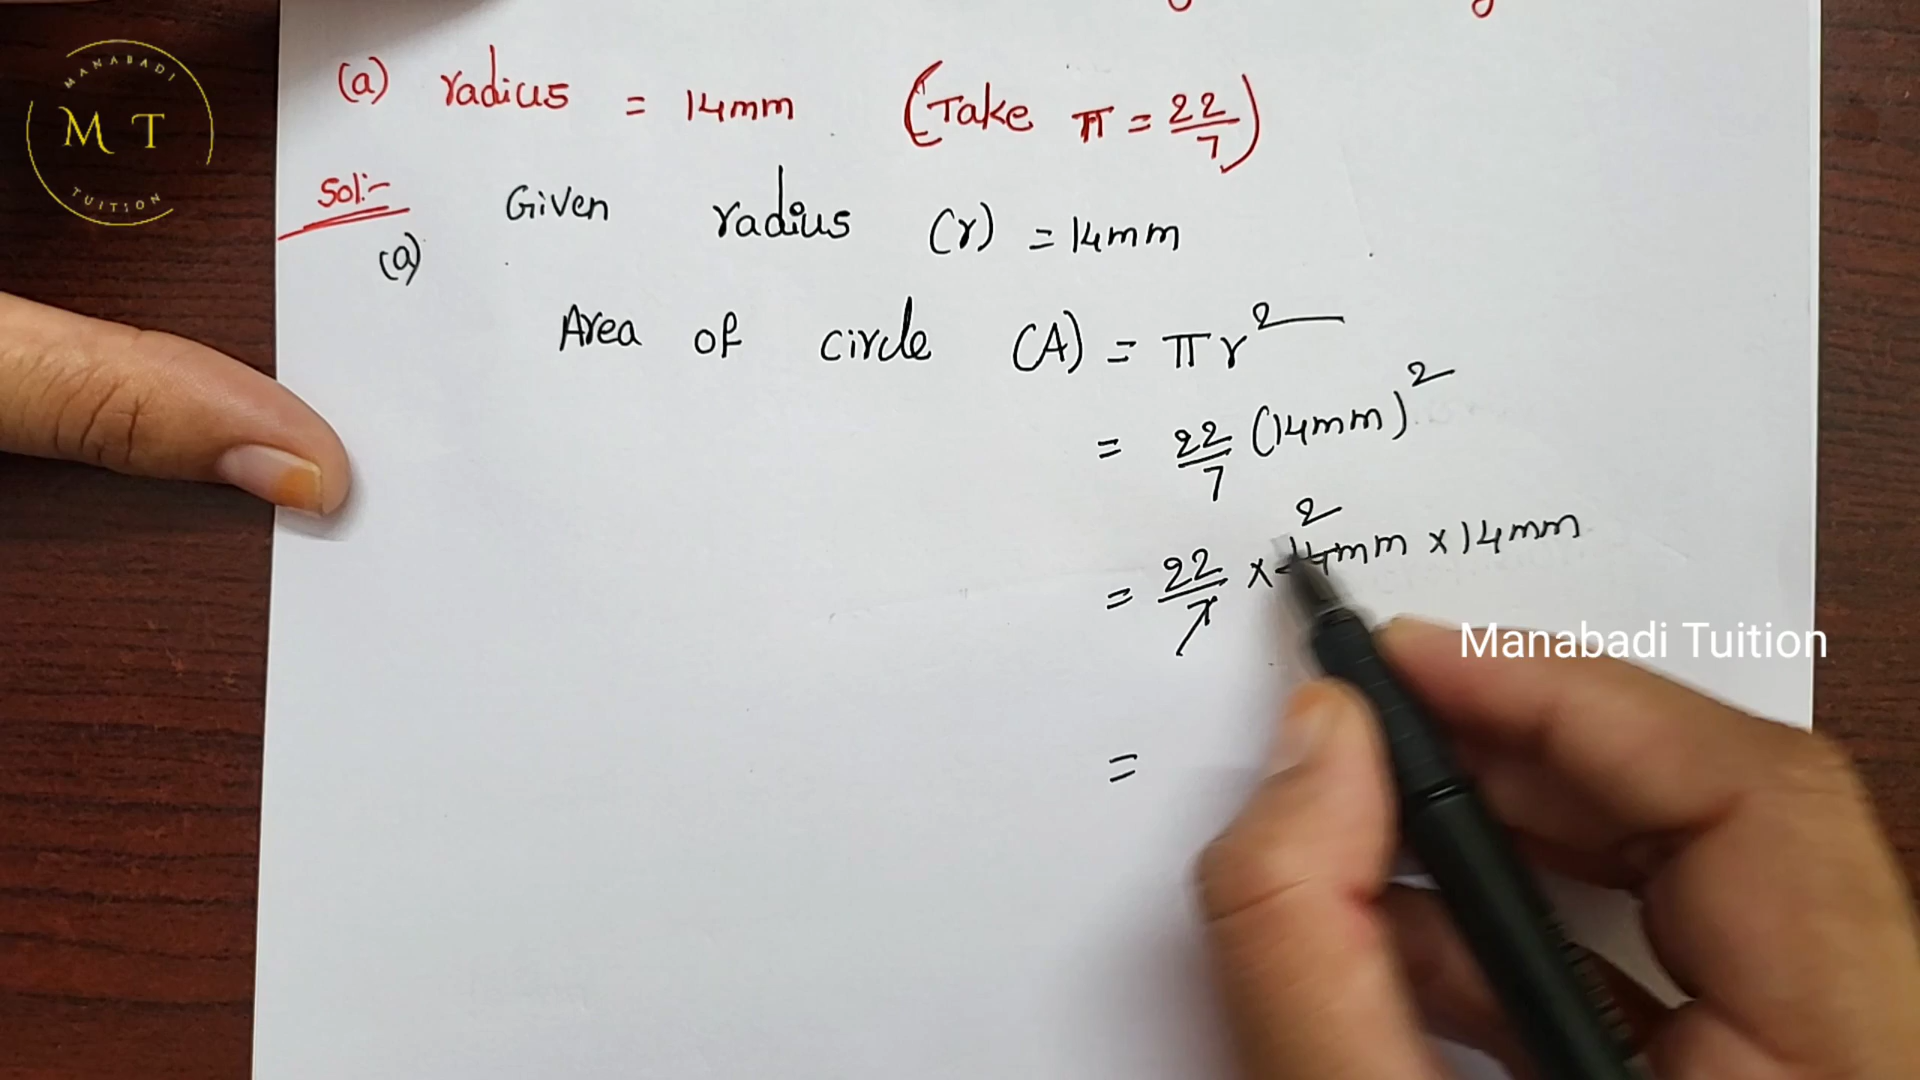 MANABADI
M T
TUITION
(a) radius = 14mm (Take π = 22/7)
Sol:-
(a) Given radius (r) = 14mm
Area of circle (A) = πr²
= 22/7 (14mm)²
2
= 22/7 × 14mm × 14mm
Manabadi Tuition
=